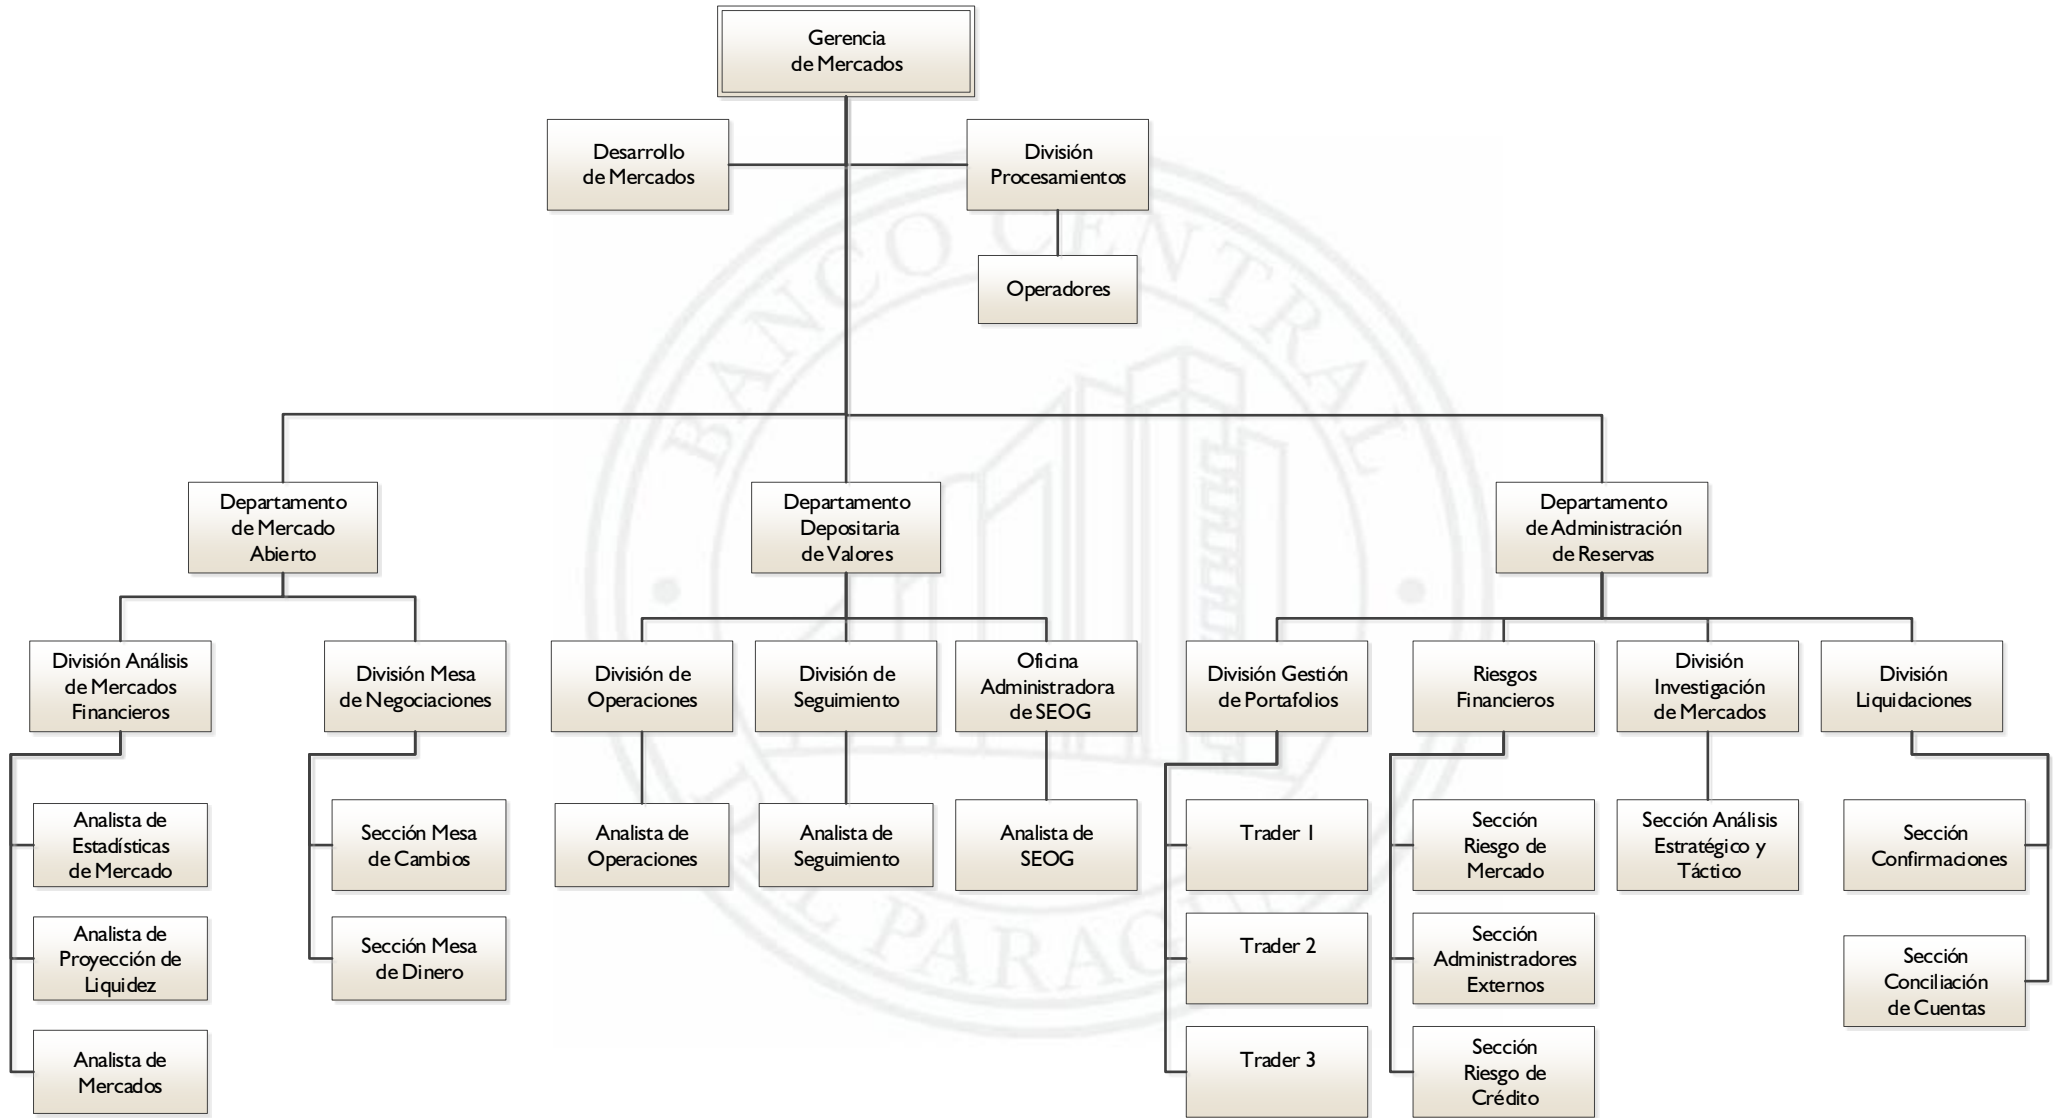 Gerencia
de Mercados
Desarrollo
de Mercados
División
Procesamientos
Operadores
Departamento
de Mercado
Abierto
Departamento
Depositaria
de Valores
Departamento
de Administración
de Reservas
División Análisis
de Mercados
Financieros
División Mesa
de Negociaciones
División de
Operaciones
División de
Seguimiento
Oficina
Administradora
de SEOG
División Gestión
de Portafolios
Riesgos
Financieros
División
Investigación
de Mercados
División
Liquidaciones
Analista de
Estadísticas
de Mercado
Analista de
Proyección de
Liquidez
Analista de
Mercados
Sección Mesa
de Cambios
Sección Mesa
de Dinero
Analista de
Operaciones
Analista de
Seguimiento
Analista de
SEOG
Trader 1
Trader 2
Trader 3
Sección
Riesgo de
Mercado
Sección
Administradores
Externos
Sección
Riesgo de
Crédito
Sección Análisis
Estratégico y
Táctico
Sección
Confirmaciones
Sección
Conciliación
de Cuentas
BANCO CENTRAL